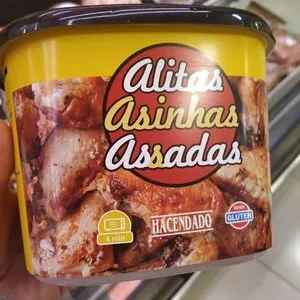 Alitas
Asinhas
Assadas
4 min
HACENDADO
GLUTEN